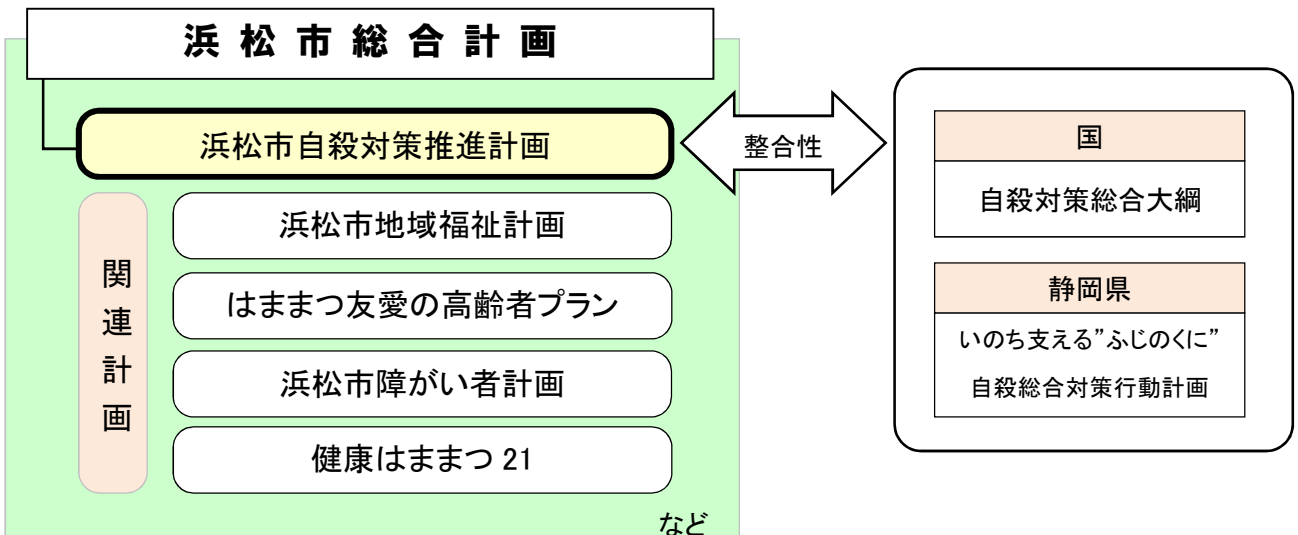 浜松市総合計画
浜松市自殺対策推進計画
整合性
関連計画
浜松市地域福祉計画
はままつ友愛の高齢者プラン
浜松市障がい者計画
健康はままつ 21
など
国
自殺対策総合大綱
静岡県
いのち支える”ふじのくに”
自殺総合対策行動計画